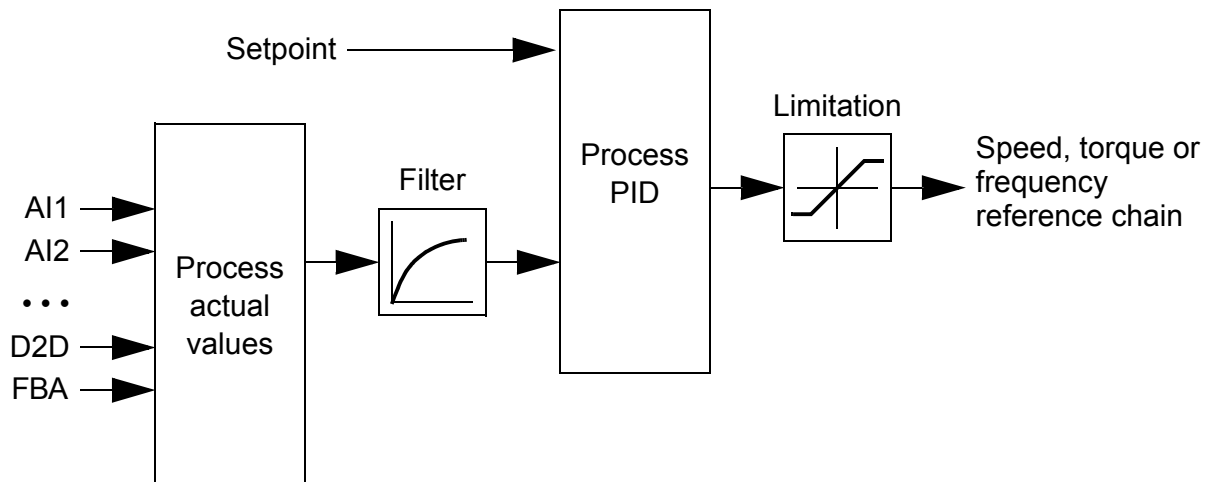 Setpoint
Limitation
Process
PID
Speed, torque or
frequency
reference chain
Filter
AI1
AI2
• • •
D2D
FBA
Process
actual
values